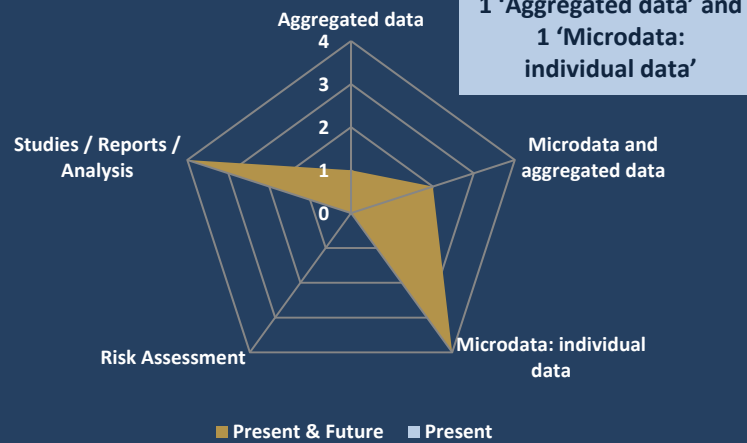 1 ‘Aggregated data’ and
1 ‘Microdata:
individual data’
Aggregated data
4
3
2
1
0
Studies / Reports /
Analysis
Microdata and
aggregated data
Risk Assessment
Microdata: individual
data
Present & Future
Present